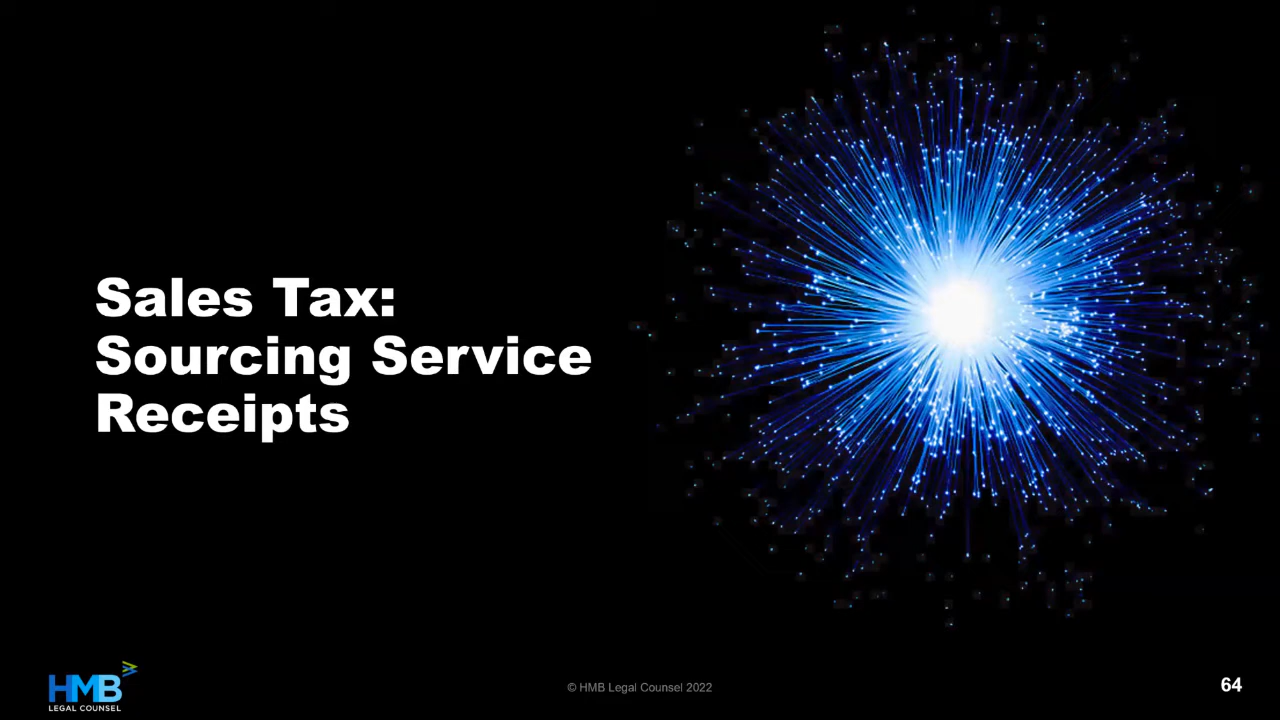 Sales Tax:
Sourcing Service
Receipts
HMB
LEGAL COUNSEL
© HMB Legal Counsel 2022
64